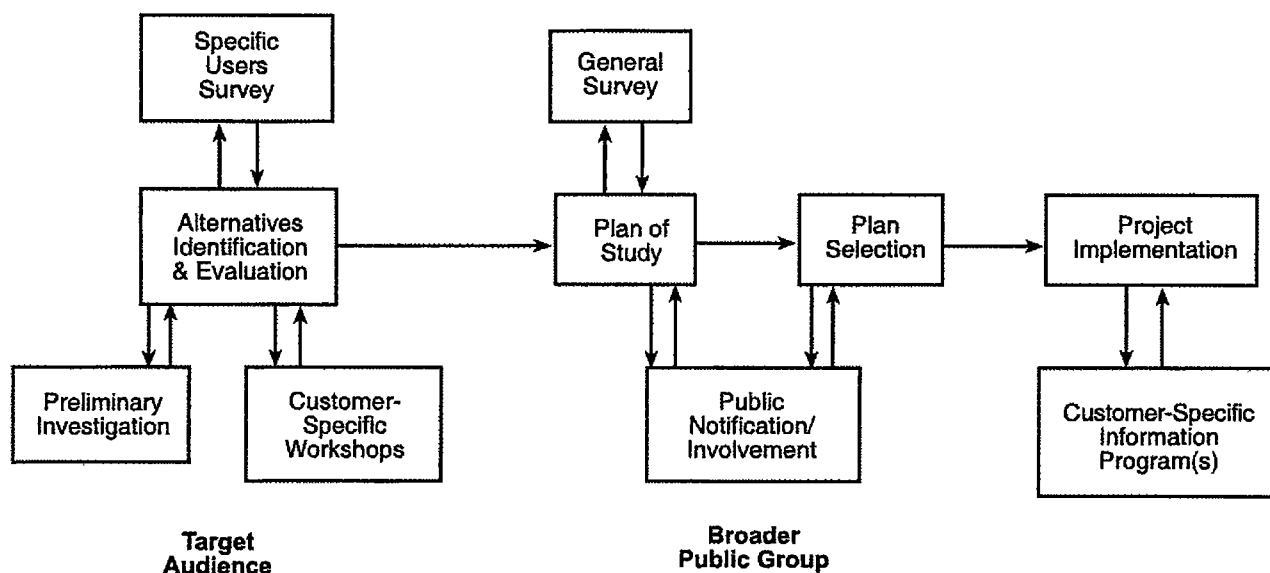 Specific
Users
Survey
General
Survey
Alternatives
Identification
& Evaluation
Plan of
Study
Plan
Selection
Project
Implementation
Preliminary
Investigation
Customer-
Specific
Workshops
Public
Notification/
Involvement
Customer-Specific
Information
Program(s)
Target
Audience
Broader
Public Group